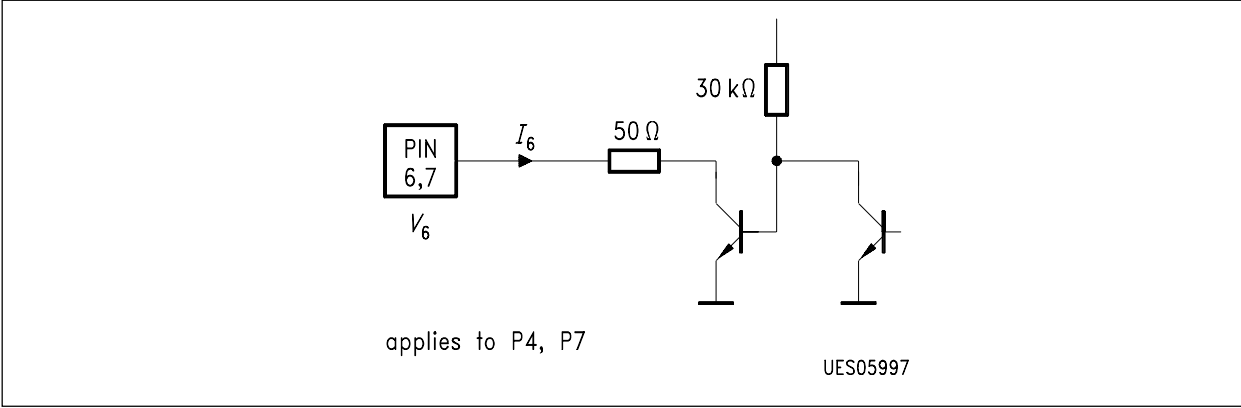 30 kΩ
50 Ω
I6
PIN
6,7
V6
applies to P4, P7
UES05997